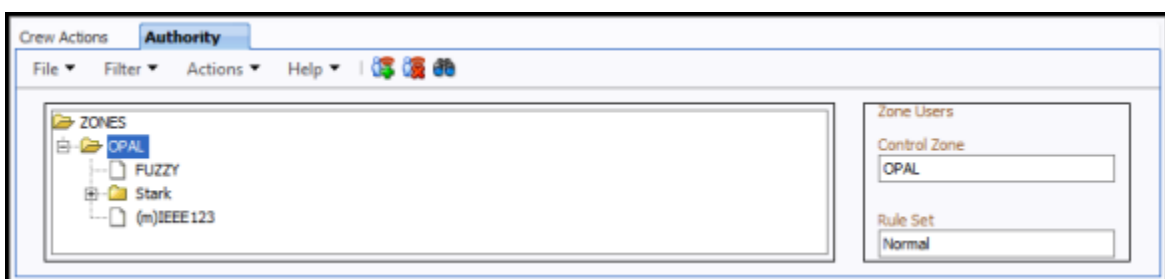 Crew Actions Authority
File Filter Actions Help
ZONES
OPAL
FUZZY
Stark
(m)IEEE123
Zone Users
Control Zone
OPAL
Rule Set
Normal